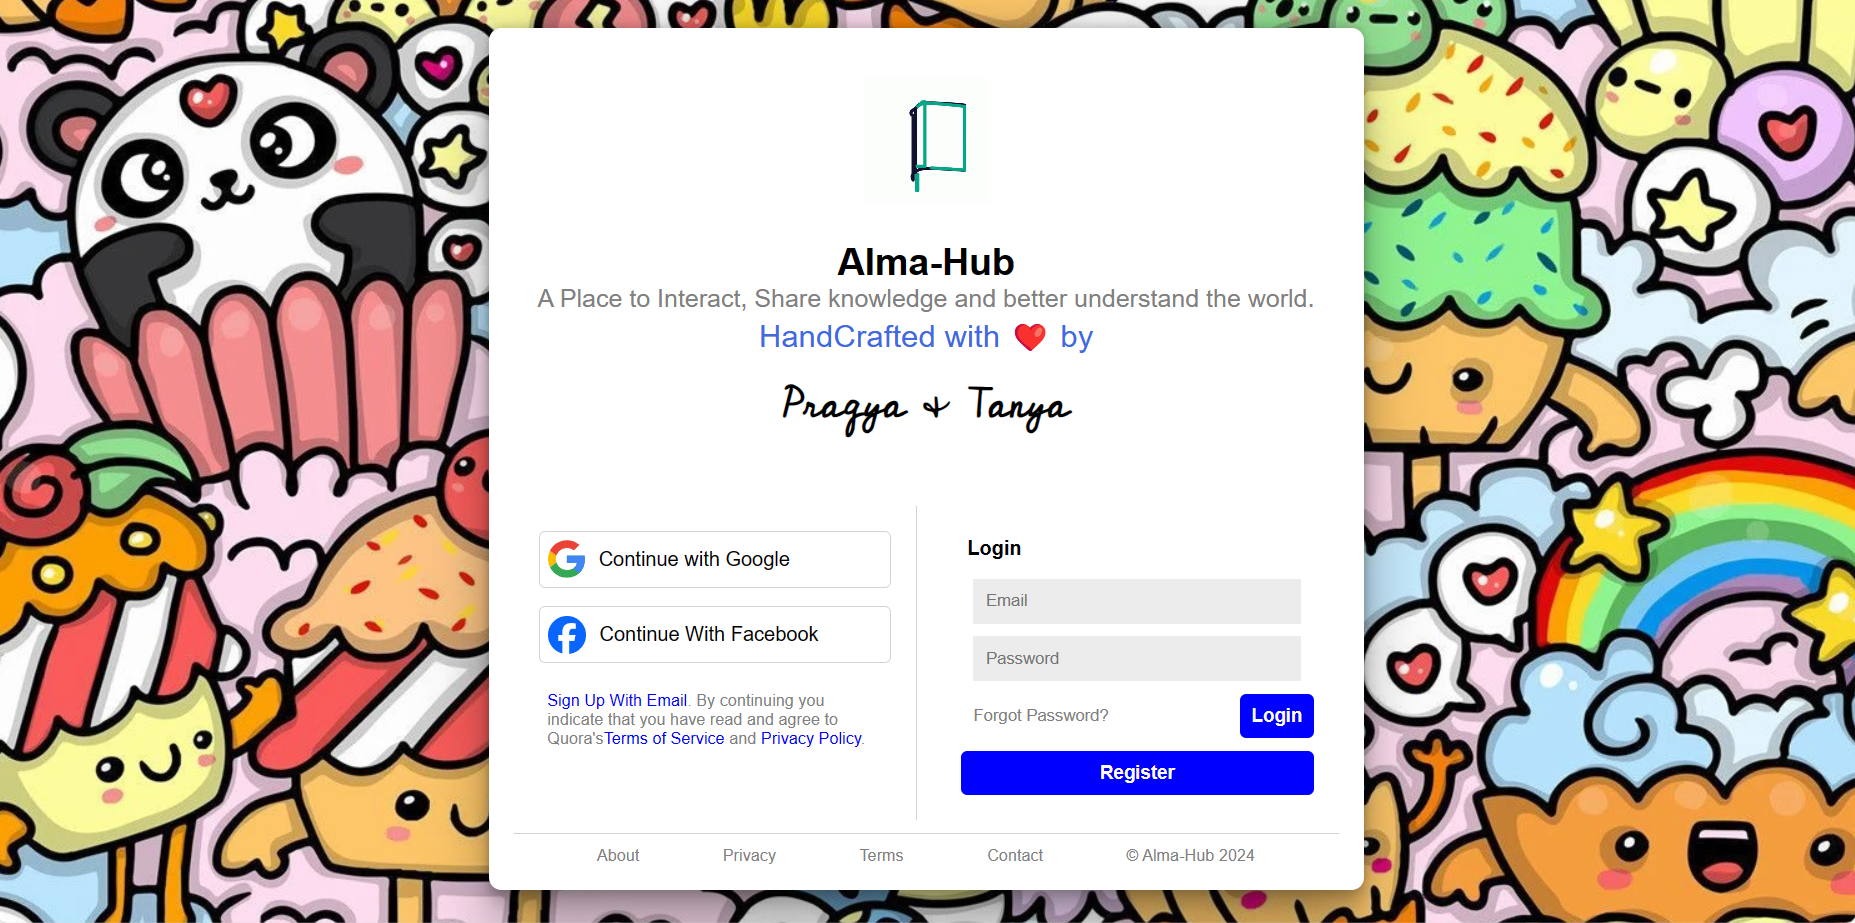 Alma-Hub
A Place to Interact, Share knowledge and better understand the world.
HandCrafted with ❤️ by
Pragya & Tanya
Continue with Google
Continue With Facebook
Sign Up With Email. By continuing you
indicate that you have read and agree to
Quora'sTerms of Service and Privacy Policy.
Login
Email
Password
Forgot Password?
Login
Register
About
Privacy
Terms
Contact
© Alma-Hub 2024